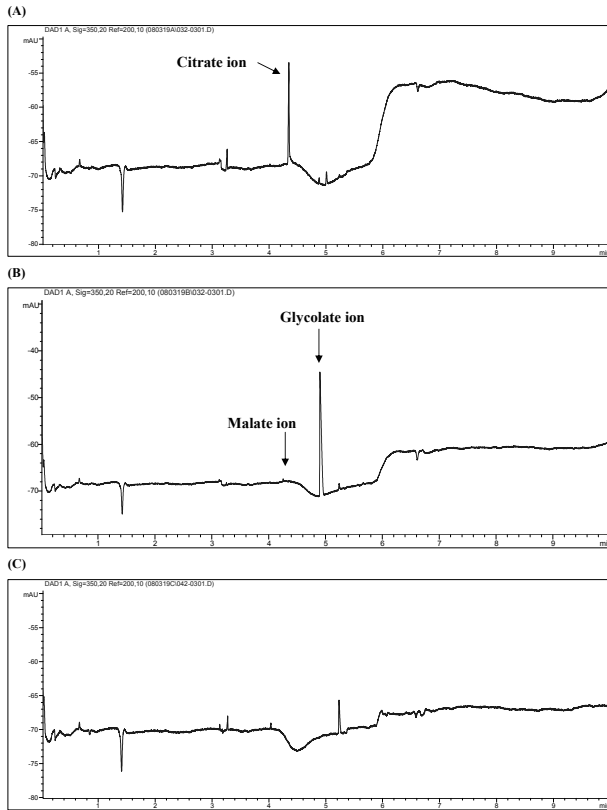 (A)
DAD1 A, Sig=350,20 Ref=200,10 (080319A\032-0301.D)
mAU
Citrate ion
-55
-60
-65
-70
-75
-80
1 2 3 4 5 6 7 8 9 mi
(B)
DAD1 A, Sig=350,20 Ref=200,10 (080319B\032-0301.D)
mAU
Glycolate ion
-40
-50
Malate ion
-60
-70
1 2 3 4 5 6 7 8 9 mi
(C)
DAD1 A, Sig=350,20 Ref=200,10 (080319C\042-0301.D)
mAU
-55
-60
-65
-70
-75
-80
1 2 3 4 5 6 7 8 9 mi